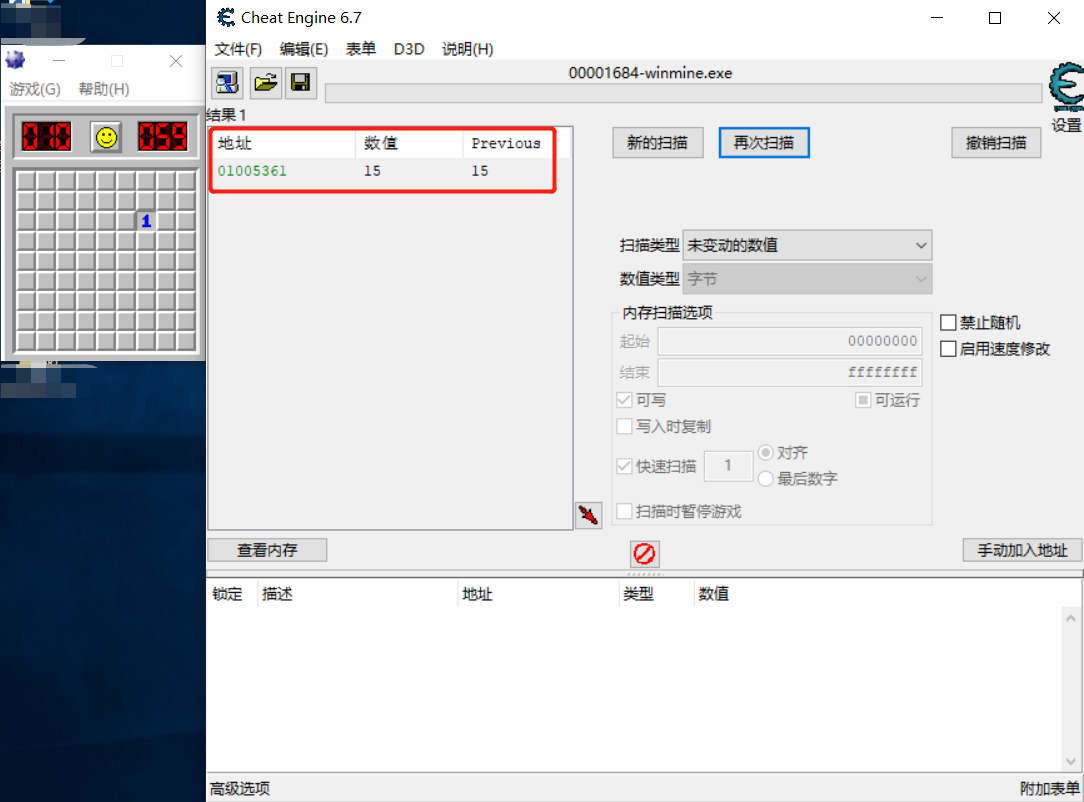 Cheat Engine 6.7
文件(F) 编辑(E) 表单 D3D 说明(H)
00001684-winmine.exe
设置
游戏(G) 帮助(H)
010
059
1
结果 1
地址 数值 Previous
01005361 15 15
新的扫描 再次扫描 撤销扫描
扫描类型 未变动的数值
数值类型 字节
内存扫描选项
起始 00000000
结束 ffffffff
可写 可运行
写入时复制
快速扫描 1 对齐
最后数字
扫描时暂停游戏
禁止随机
启用速度修改
查看内存 手动加入地址
锁定 描述 地址 类型 数值
高级选项 附加表单